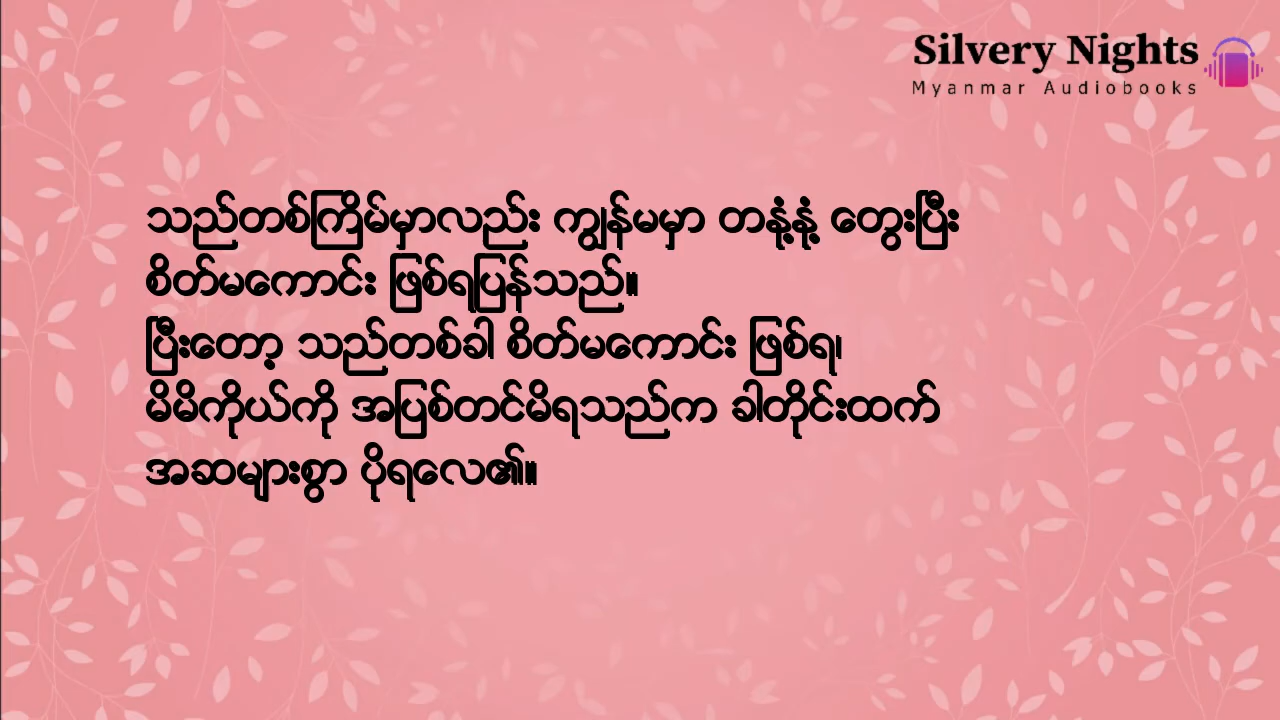 Silvery Nights
Myanmar Audiobooks
သည်တစ်ကြိမ်မှာလည်း ကျွန်မမှာ တနုံ့နုံ့ တွေးပြီး
စိတ်မကောင်း ဖြစ်ရပြန်သည်။
ပြီးတော့ သည်တစ်ခါ စိတ်မကောင်း ဖြစ်ရ၊
မိမိကိုယ်ကို အပြစ်တင်မိရသည်က ခါတိုင်းထက်
အဆများစွာ ပိုရလေ၏။